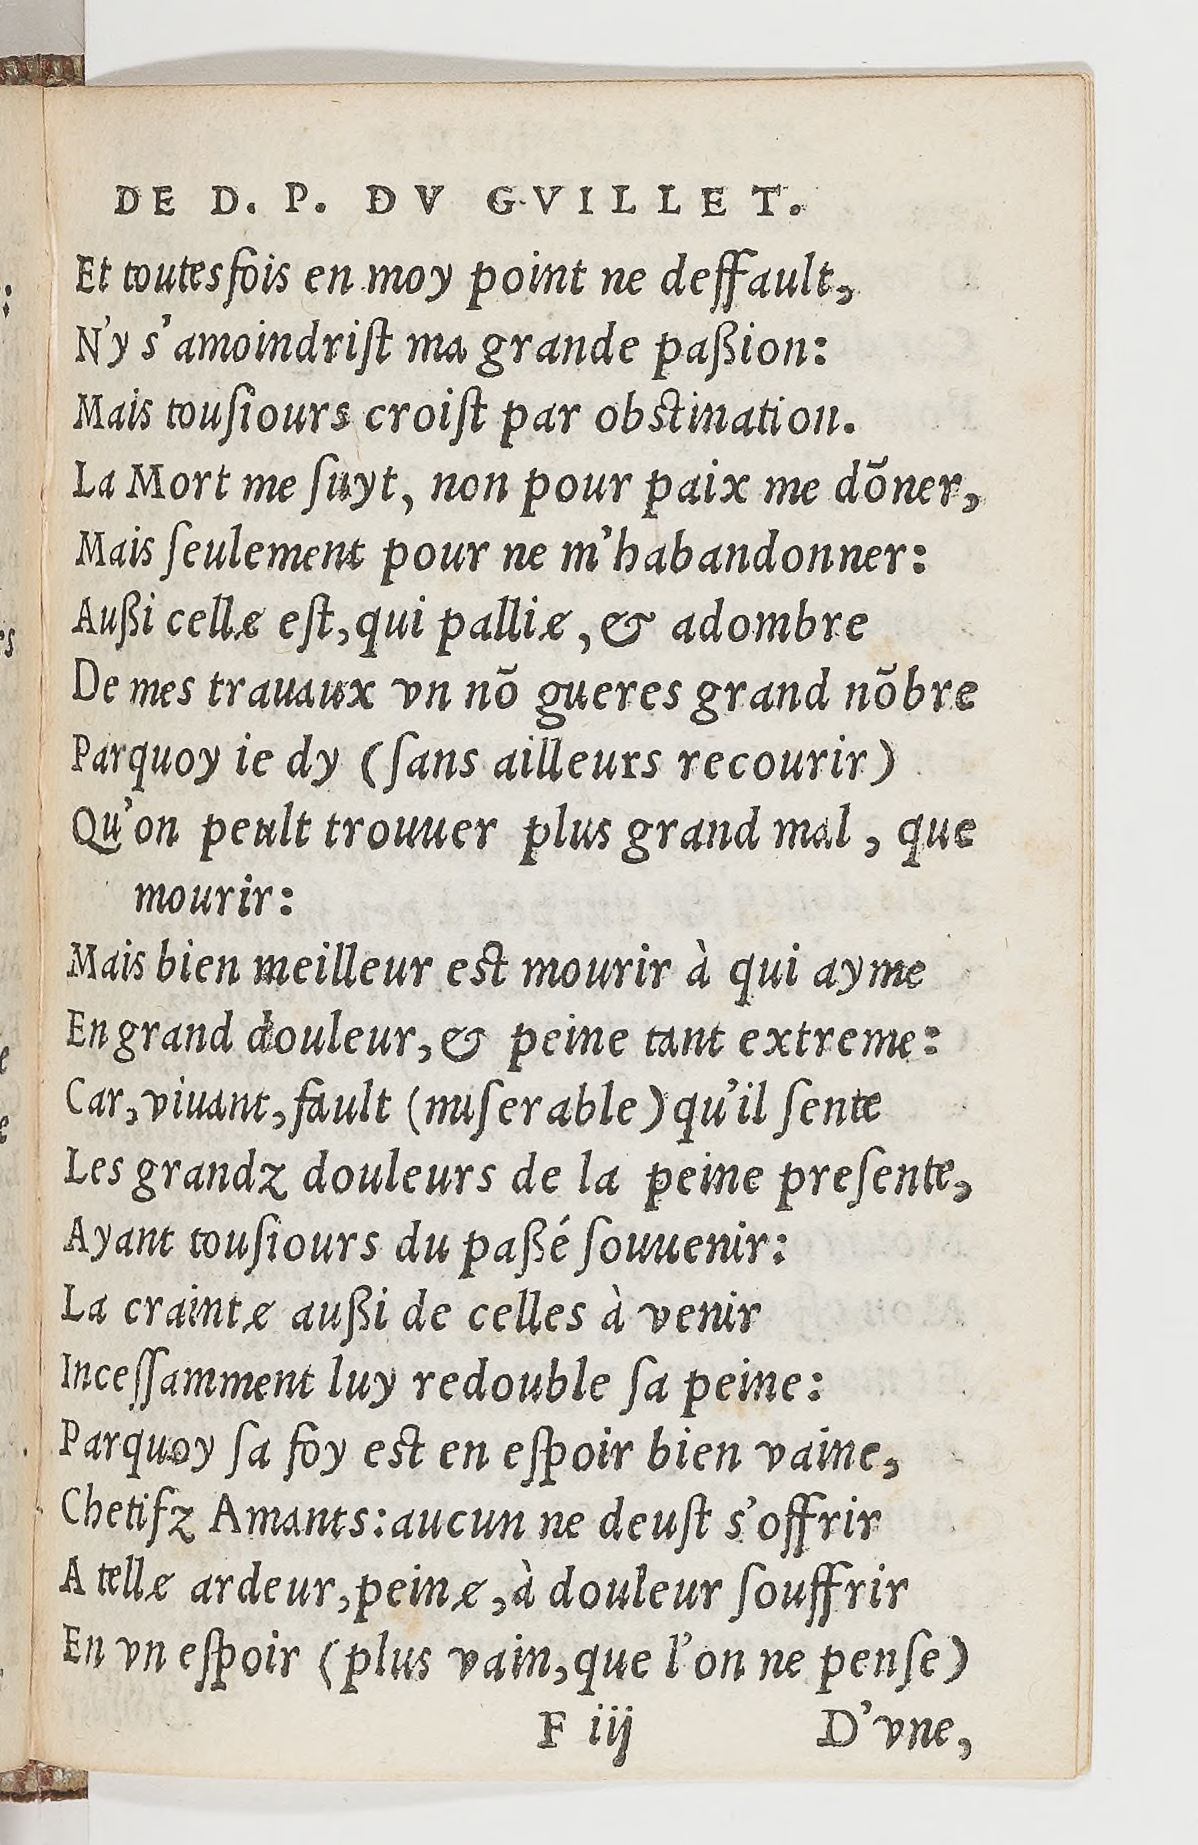 DE D. P. DV GVILLET.
Et toutesfois en moy point ne deffault,
N'y s'amoindriſt ma grande paßion:
Mais touſiours croiſt par obstination.
La Mort me ſuyt, non pour paix me dõner,
Mais ſeulement pour ne m'habandonner:
Außi celle eſt, qui pallie, & adombre
De mes trauaux vn nõ gueres grand nõbre
Parquoy ie dy (ſans ailleurs recourir)
Qu'on peult trouuer plus grand mal, que
mourir:
Mais bien meilleur est mourir à qui ayme
En grand douleur, & peine tant extreme:
Car, viuant, fault (miſerable) qu'il ſente
Les grandz douleurs de la peine preſente,
Ayant touſiours du paßé ſouuenir:
La crainte außi de celles à venir
Inceſſamment luy redouble ſa peine:
Parquoy ſa foy est en eſpoir bien vaine,
Chetifz Amants: aucun ne deuſt s'offrir
A telle ardeur, peine, à douleur ſouffrir
En vn eſpoir (plus vain, que l'on ne penſe)
F iij D'vne,